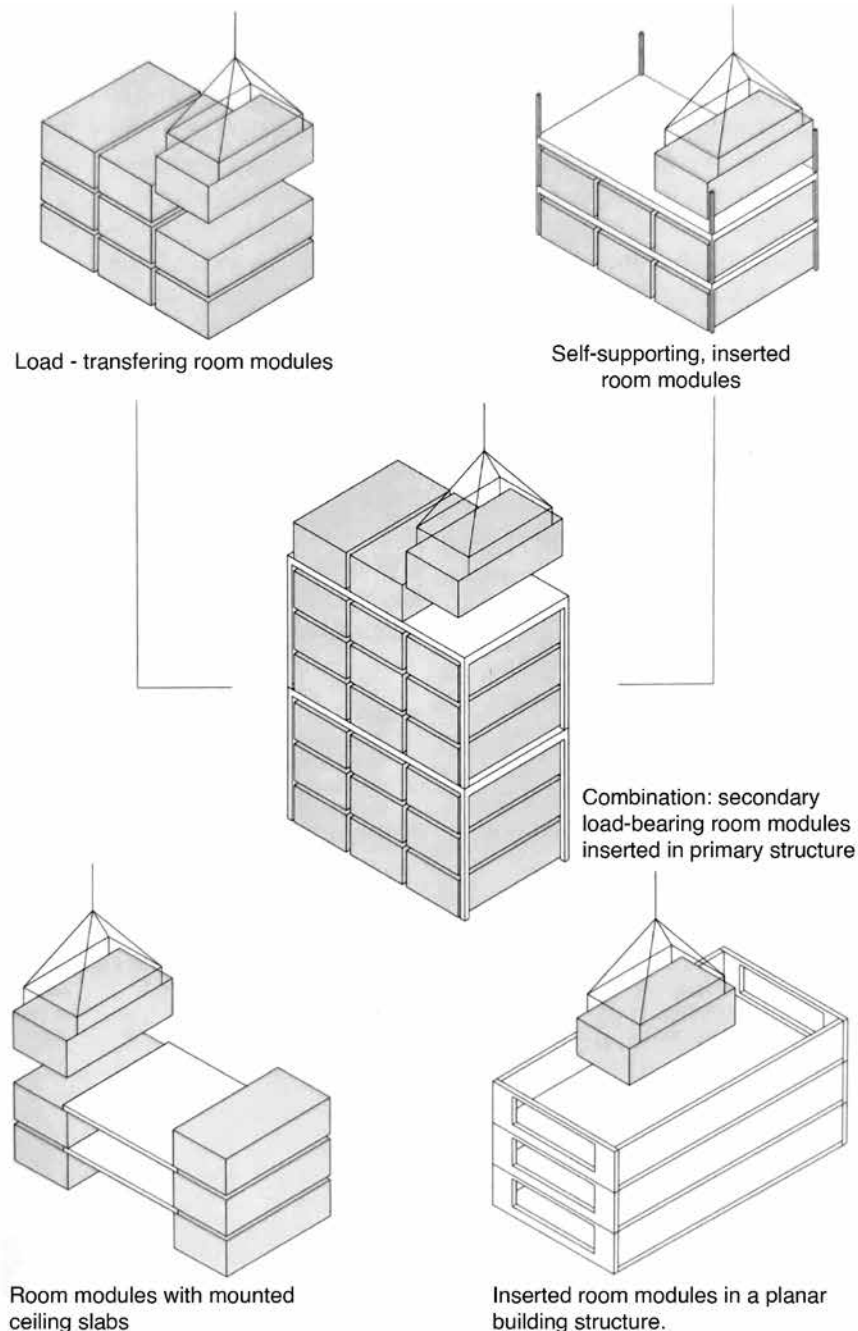 Load - transfering room modules
Self-supporting, inserted
room modules
Combination: secondary
load-bearing room modules
inserted in primary structure
Room modules with mounted
ceiling slabs
Inserted room modules in a planar
building structure.